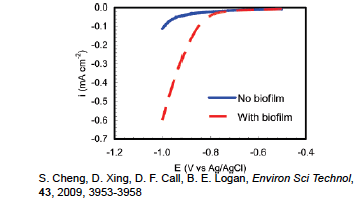 0.0
-0.1
-0.2
-0.3
-0.4
-0.5
-0.6
-0.7
i (mA cm-2)
No biofilm
With biofilm
-1.2 -1.0 -0.8 -0.6 -0.4
E (V vs Ag/AgCl)
S. Cheng, D. Xing, D. F. Call, B. E. Logan, Environ Sci Technol,
43, 2009, 3953-3958